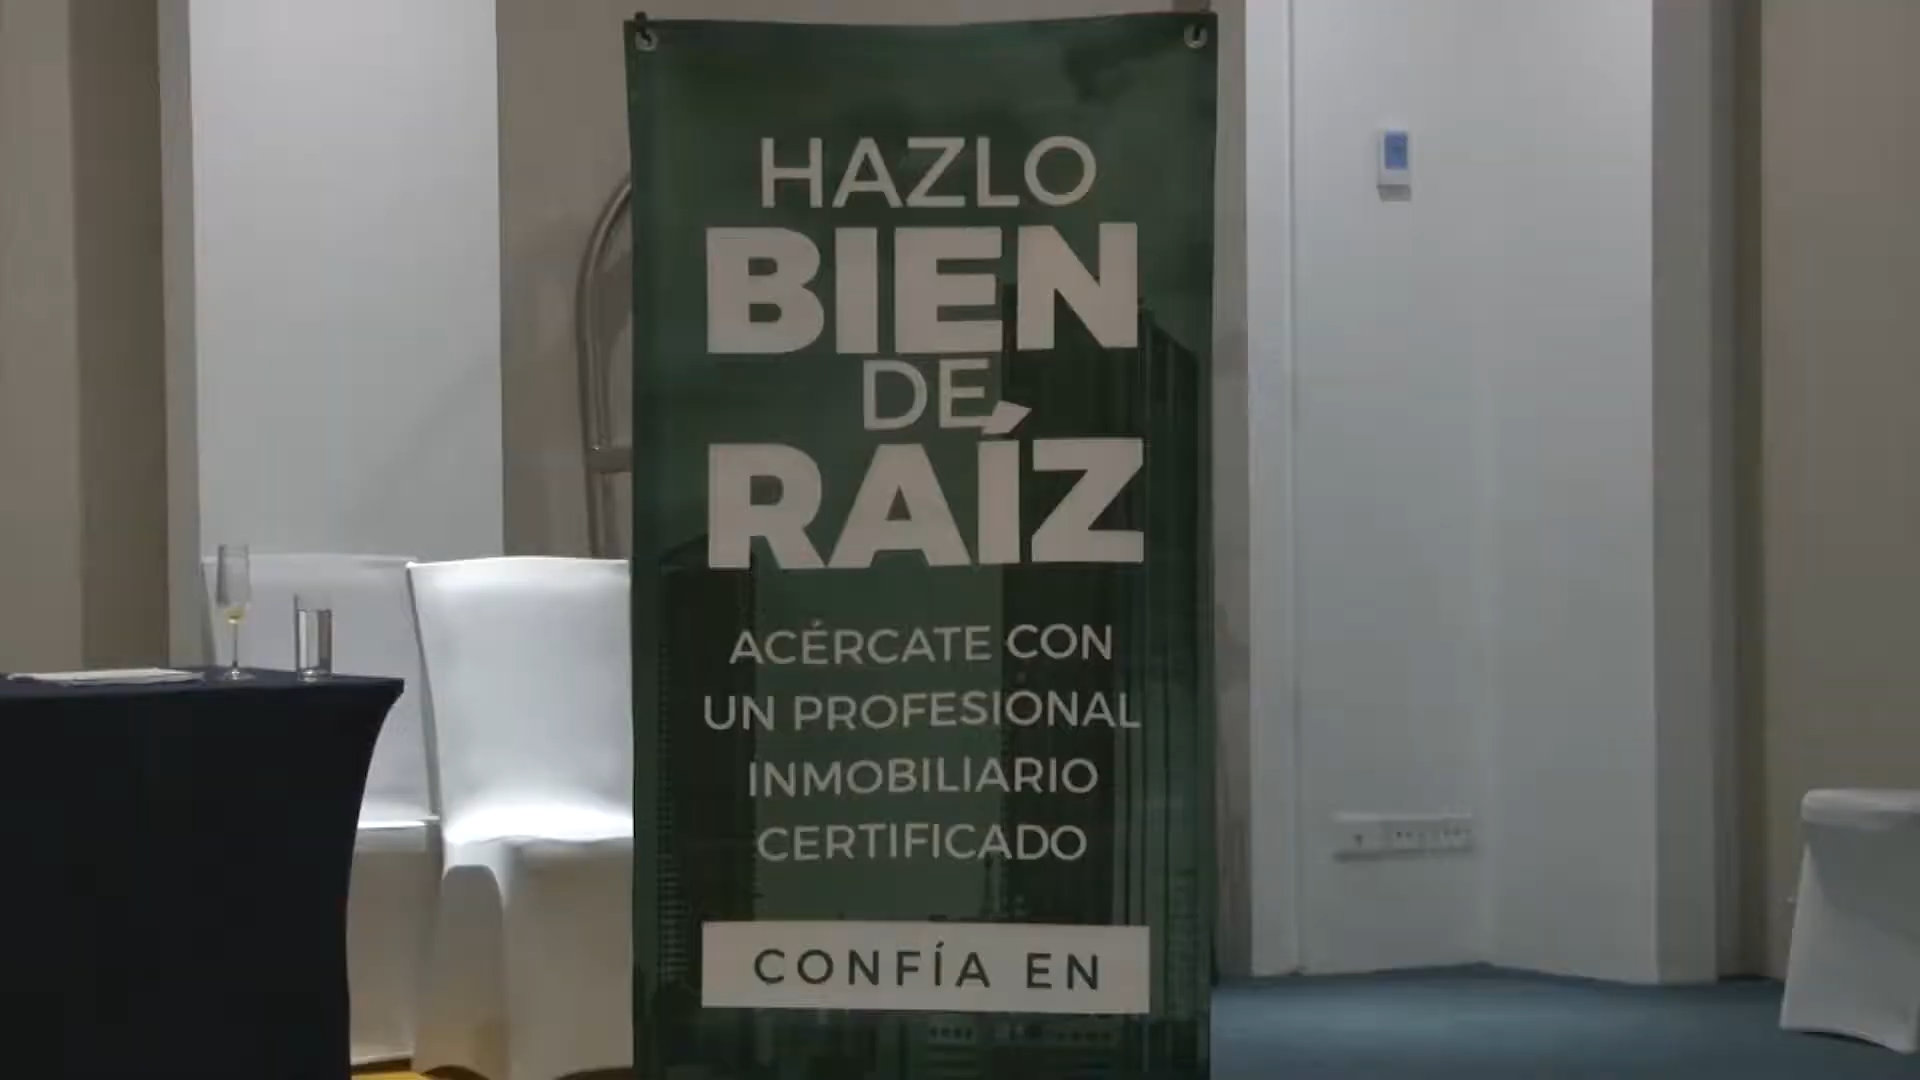 HAZLO
BIEN
DE
RAÍZ
ACÉRCATE CON
UN PROFESIONAL
INMOBILIARIO
CERTIFICADO
CONFÍA EN